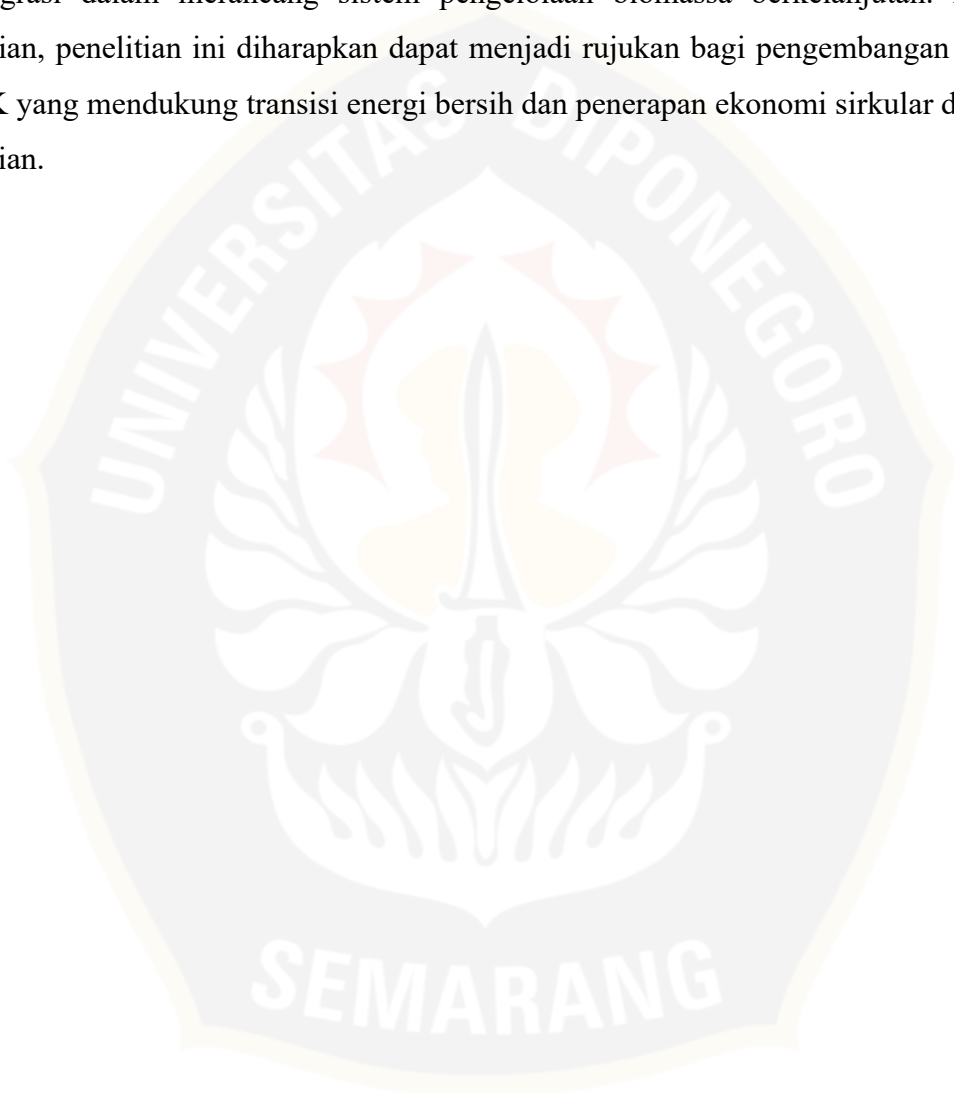 grasi dalam merancang sistem pengelolaan biomassa berkelanjutan.
ian, penelitian ini diharapkan dapat menjadi rujukan bagi pengembangan
K yang mendukung transisi energi bersih dan penerapan ekonomi sirkular d
ian.
UNIVERSITAS DIPONEGORO
SEMARANG